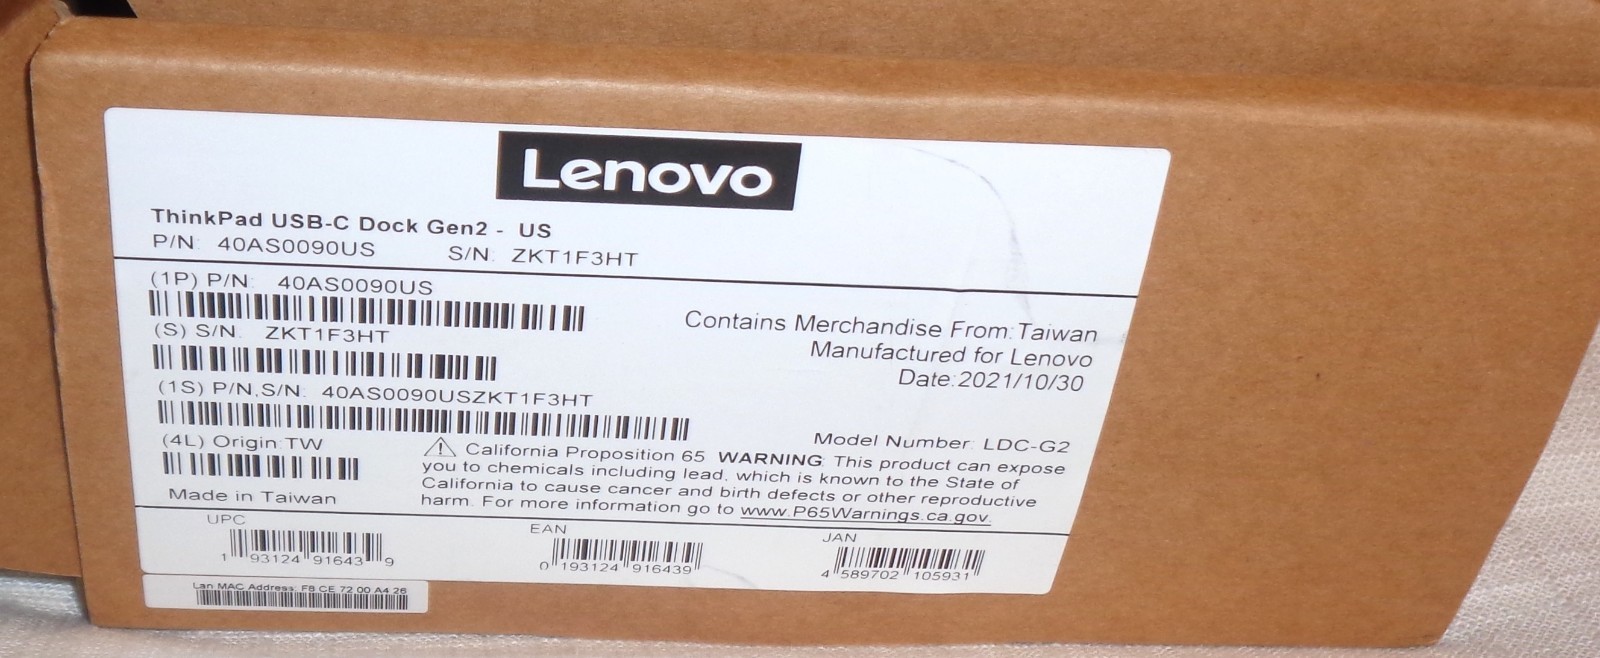 Lenovo
ThinkPad USB-C Dock Gen2 - US
P/N: 40AS0090US S/N: ZKT1F3HT
(1P) P/N: 40AS0090US
(S) S/N: ZKT1F3HT
(1S) P/N,S/N: 40AS0090USZKT1F3HT
(4L) Origin:TW
Made in Taiwan
Contains Merchandise From:Taiwan
Manufactured for Lenovo
Date:2021/10/30
Model Number: LDC-G2
⚠ California Proposition 65 WARNING: This product can expose
you to chemicals including lead, which is known to the State of
California to cause cancer and birth defects or other reproductive
harm. For more information go to www.P65Warnings.ca.gov.
UPC
1 93124 91643 9
EAN
0 193124 916439
JAN
4 589702 105931
Lan MAC Address: F8 CE 72 00 A4 26